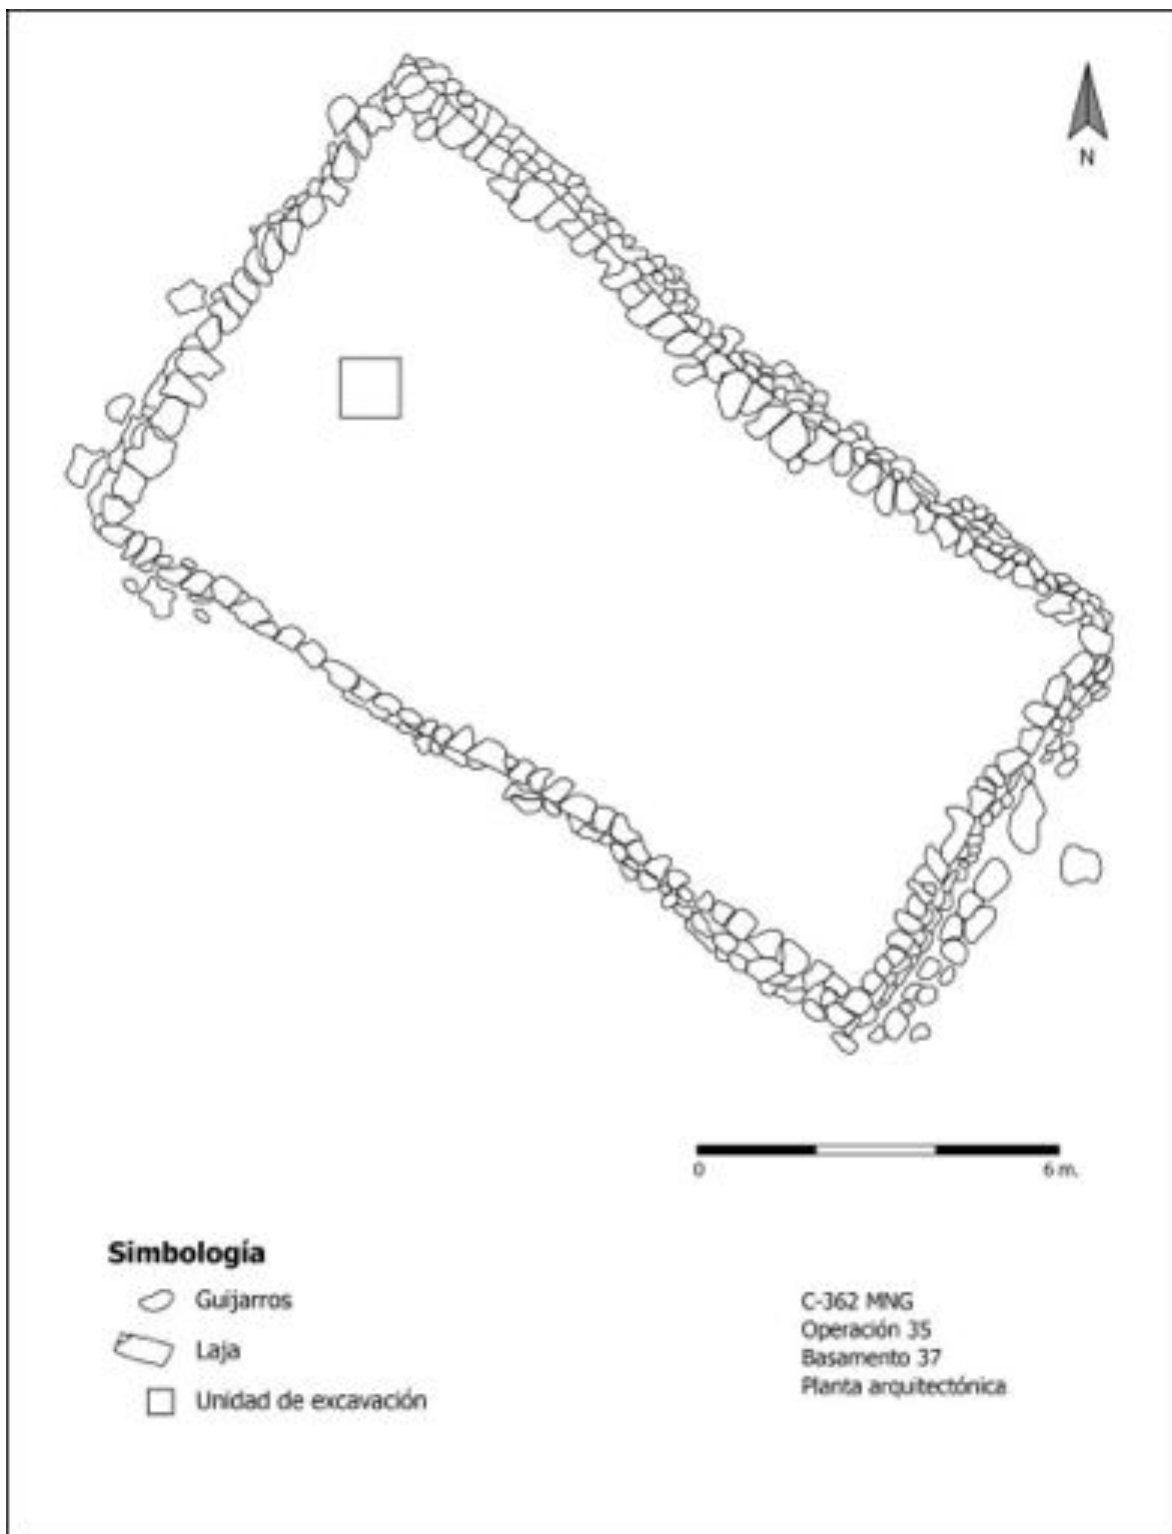 N
0 6 m.
Simbología
Guijarros
Laja
Unidad de excavación
C-362 MNG
Operación 35
Basamento 37
Planta arquitectónica